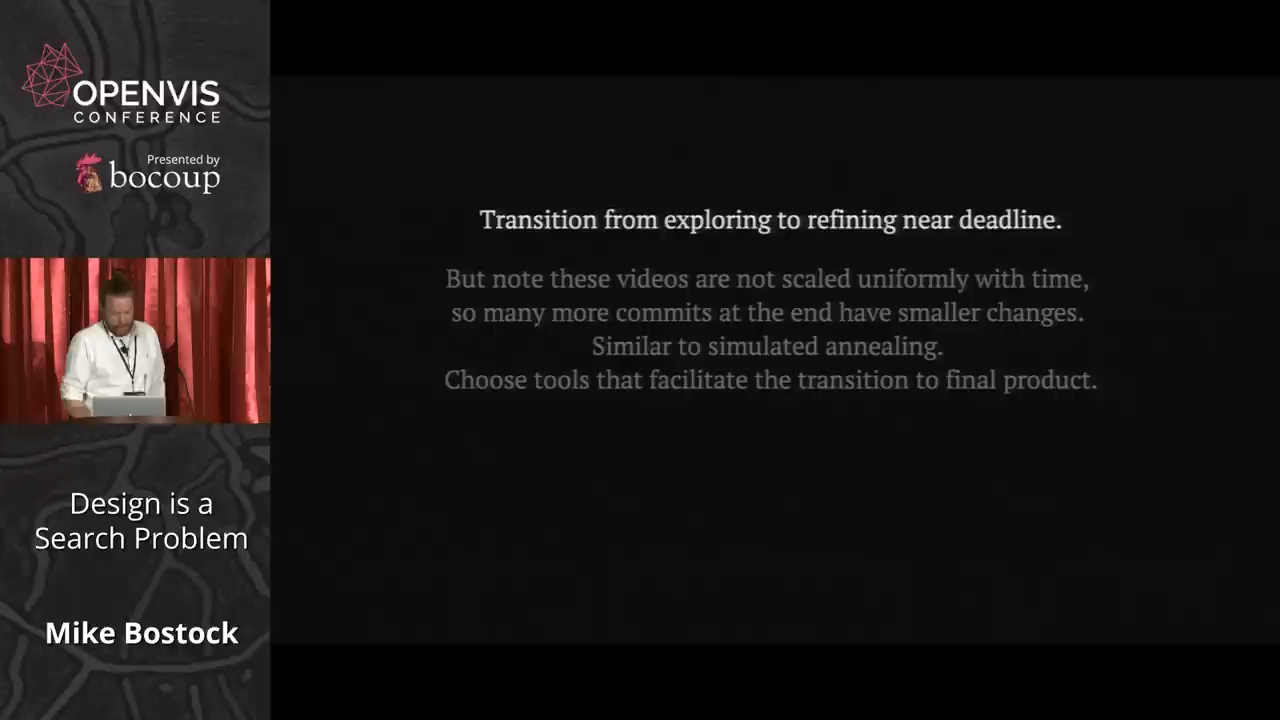 OPENVIS
CONFERENCE
Presented by
bocoup
Design is a
Search Problem
Mike Bostock
Transition from exploring to refining near deadline.
But note these videos are not scaled uniformly with time,
so many more commits at the end have smaller changes.
Similar to simulated annealing.
Choose tools that facilitate the transition to final product.